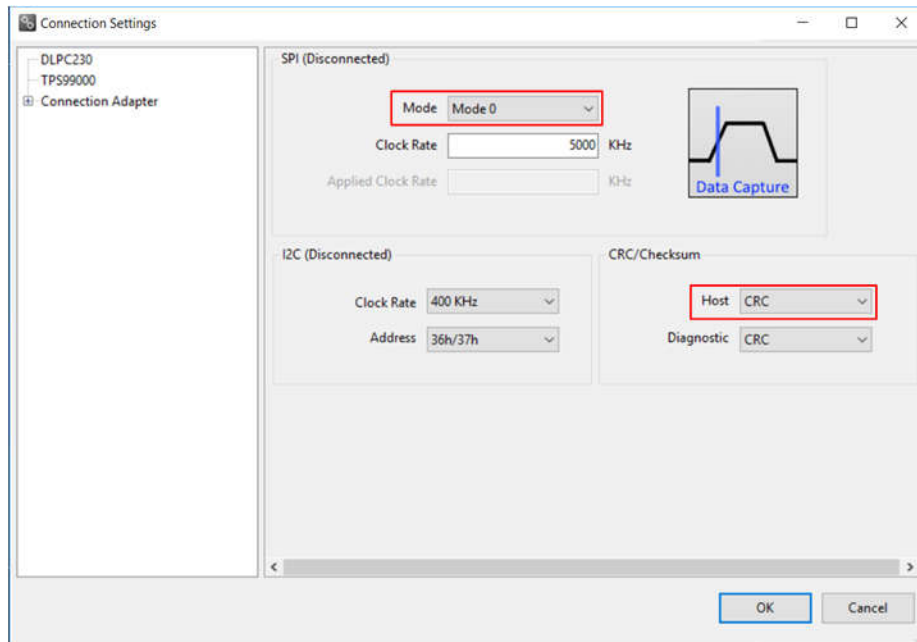 Connection Settings
DLPC230
TPS99000
Connection Adapter
SPI (Disconnected)
Mode Mode 0
Clock Rate 5000 KHz
Applied Clock Rate KHz
Data Capture
I2C (Disconnected)
Clock Rate 400 KHz
Address 36h/37h
CRC/Checksum
Host CRC
Diagnostic CRC
OK Cancel